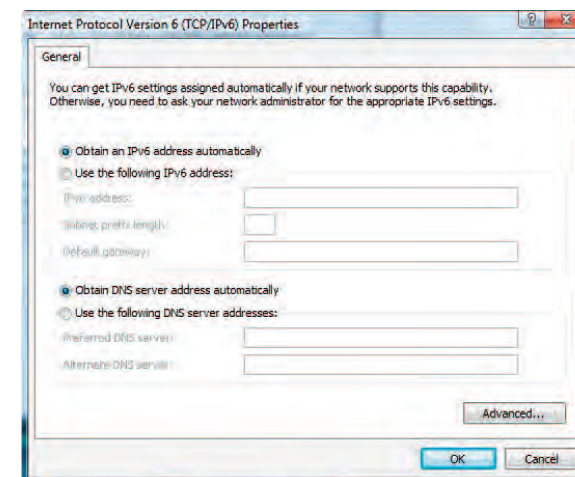 Internet Protocol Version 6 (TCP/IPv6) Properties
General
You can get IPv6 settings assigned automatically if your network supports this capability.
Otherwise, you need to ask your network administrator for the appropriate IPv6 settings.
Obtain an IPv6 address automatically
Use the following IPv6 address:
IPv6 address:
Subnet prefix length:
Default gateway:
Obtain DNS server address automatically
Use the following DNS server addresses:
Preferred DNS server:
Alternate DNS server:
Advanced...
OK
Cancel